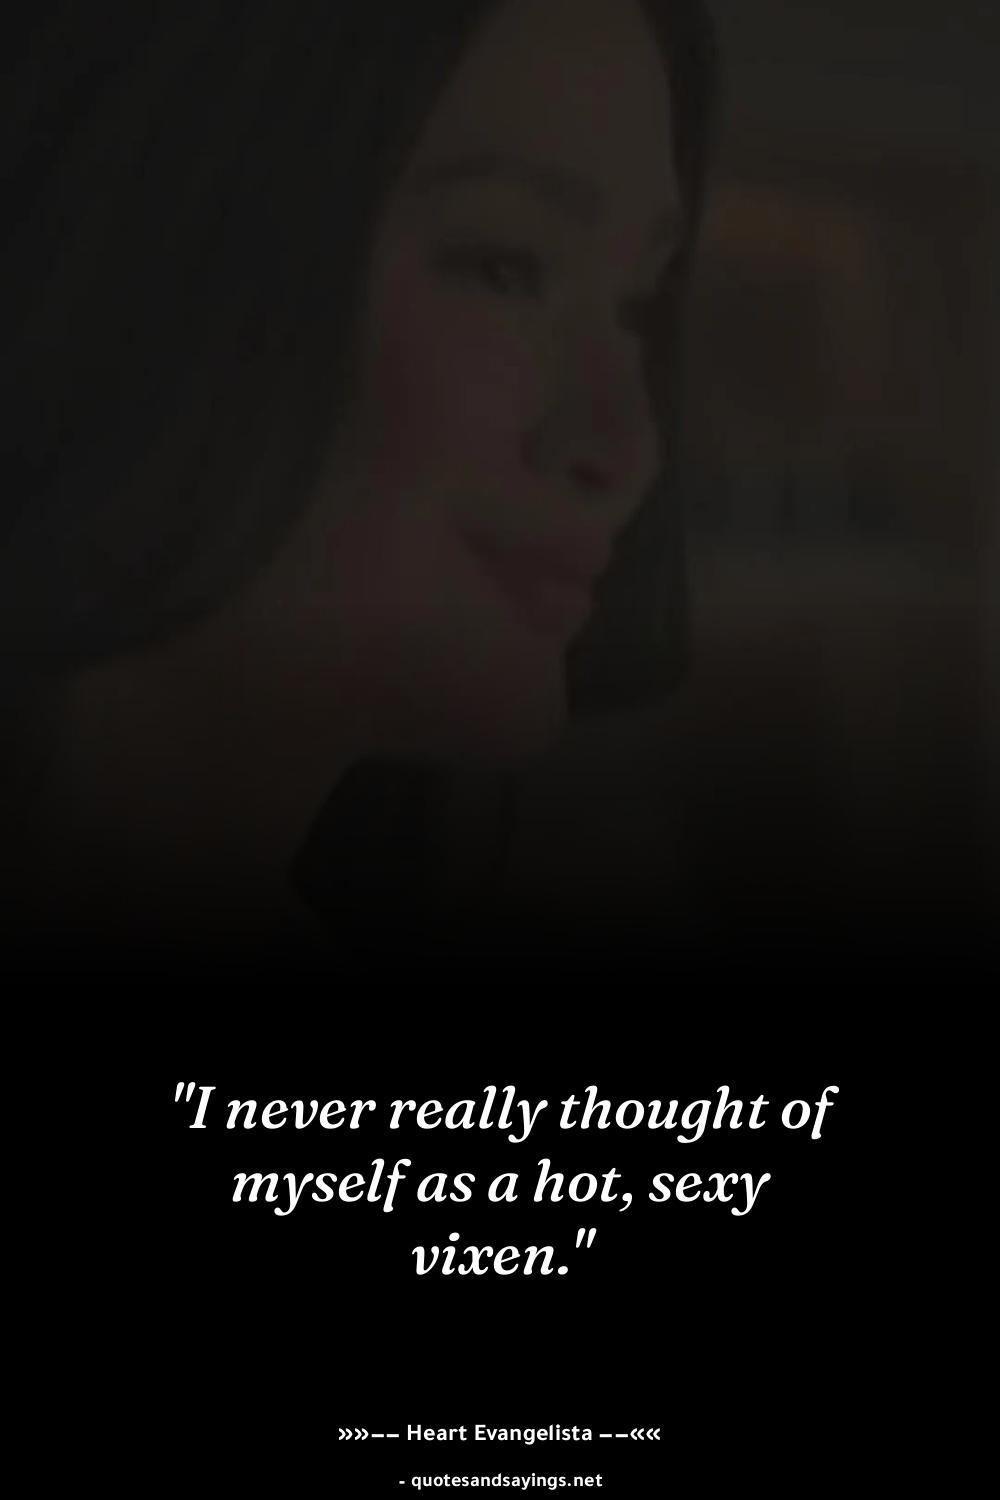 "I never really thought of
myself as a hot, sexy
vixen."
»»–– Heart Evangelista ––««
- quotesandsayings.net